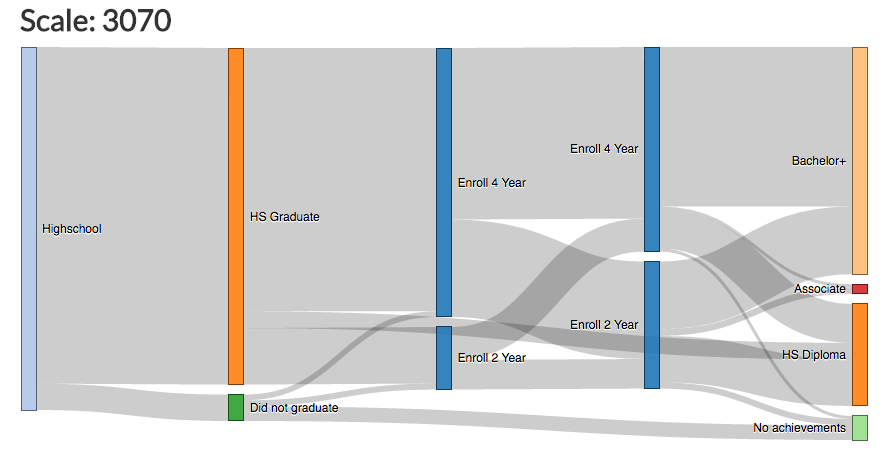 Scale: 3070
Highschool
HS Graduate
Did not graduate
Enroll 4 Year
Enroll 2 Year
Enroll 4 Year
Enroll 2 Year
Bachelor+
Associate
HS Diploma
No achievements